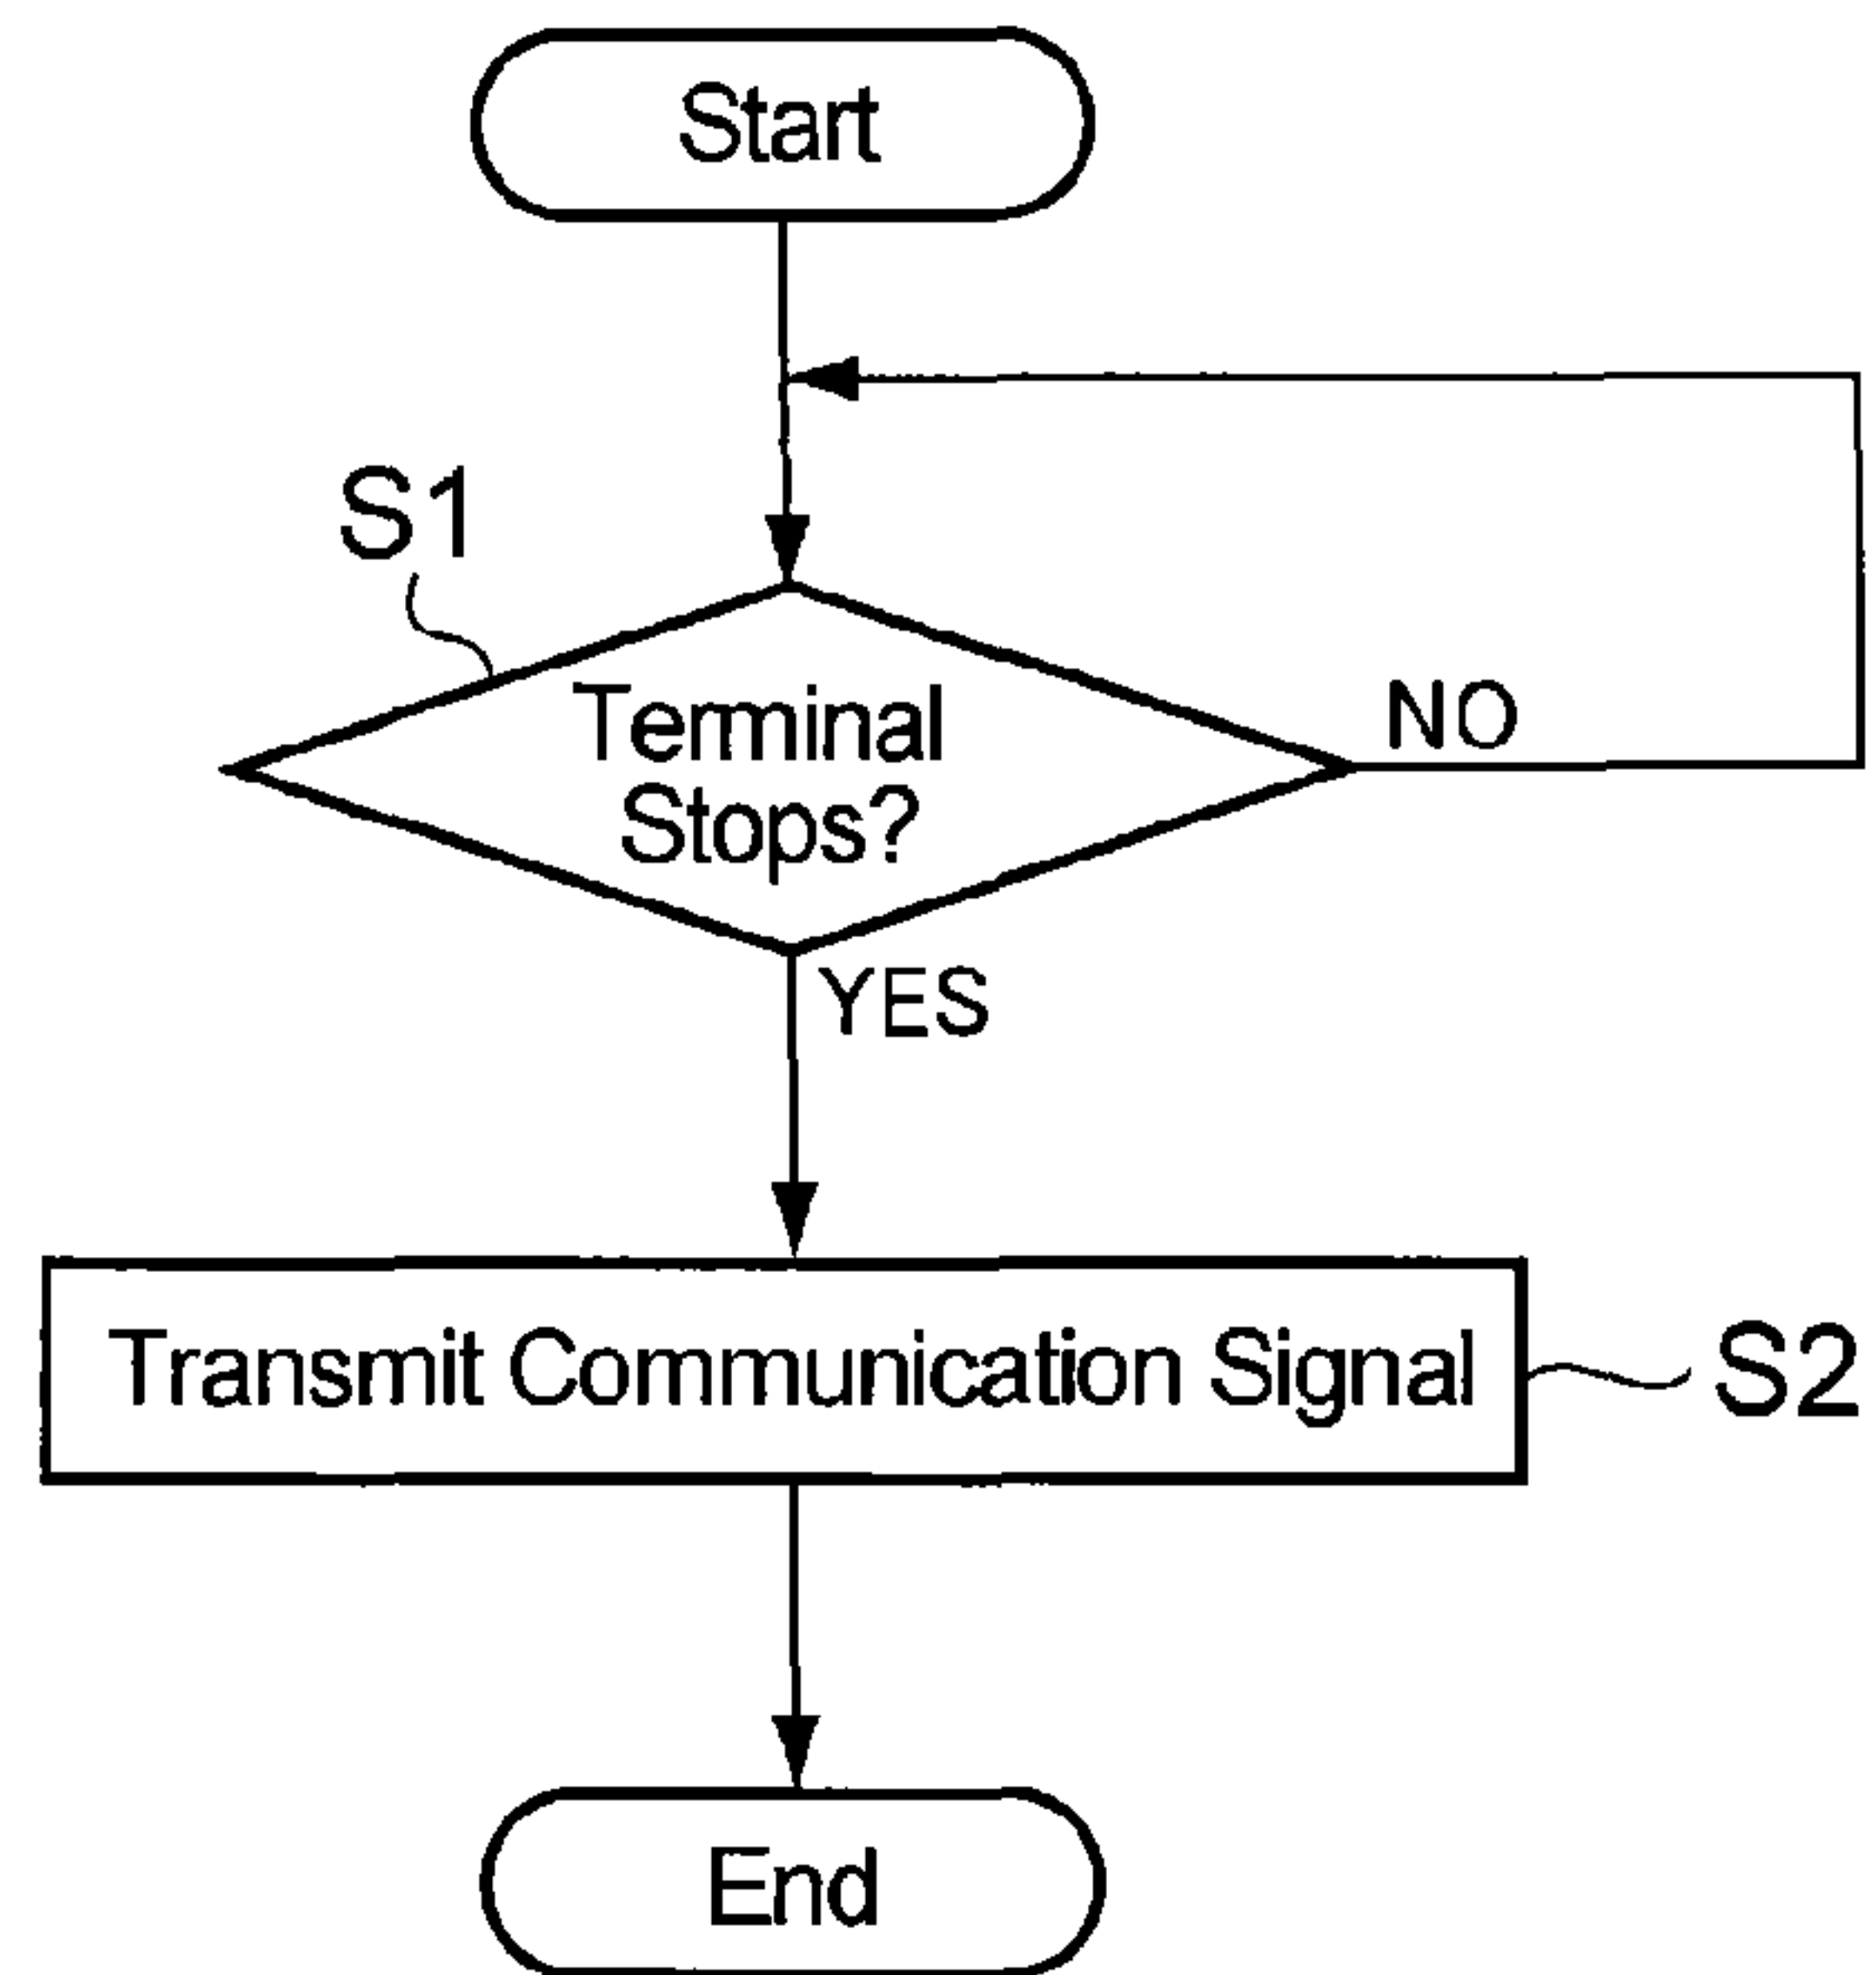 Start
S1
Terminal
Stops?
NO
YES
Transmit Communication Signal
S2
End